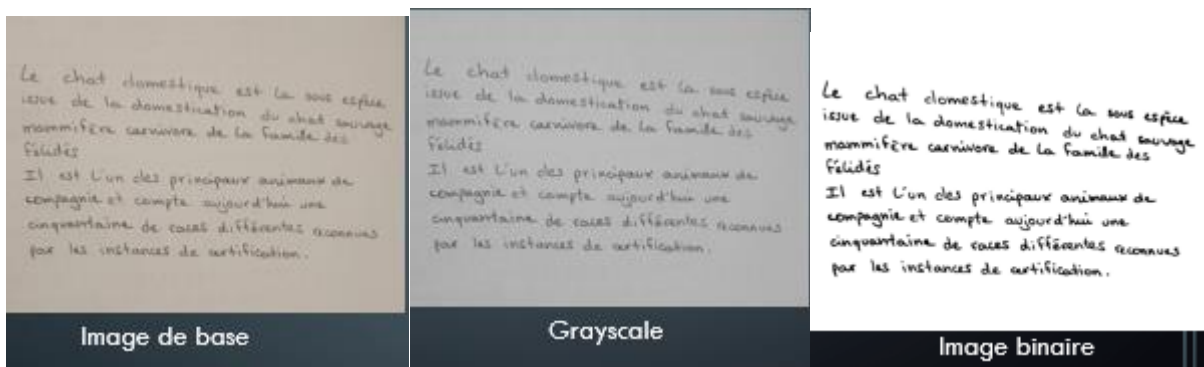 Le chat domestique est la sous espèce
issue de la domestication du chat sauvage
mammifère carnivore de la famille des
félidés
Il est l'un des principaux animaux de
compagnie et compte aujourd'hui une
cinquantaine de races différentes reconnues
par les instances de certification.
Image de base
Le chat domestique est la sous espèce
issue de la domestication du chat sauvage
mammifère carnivore de la famille des
félidés
Il est l'un des principaux animaux de
compagnie et compte aujourd'hui une
cinquantaine de races différentes reconnues
par les instances de certification.
Grayscale
Le chat domestique est la sous espèce
issue de la domestication du chat sauvage
mammifère carnivore de la famille des
félidés
Il est l'un des principaux animaux de
compagnie et compte aujourd'hui une
cinquantaine de races différentes reconnues
par les instances de certification.
Image binaire